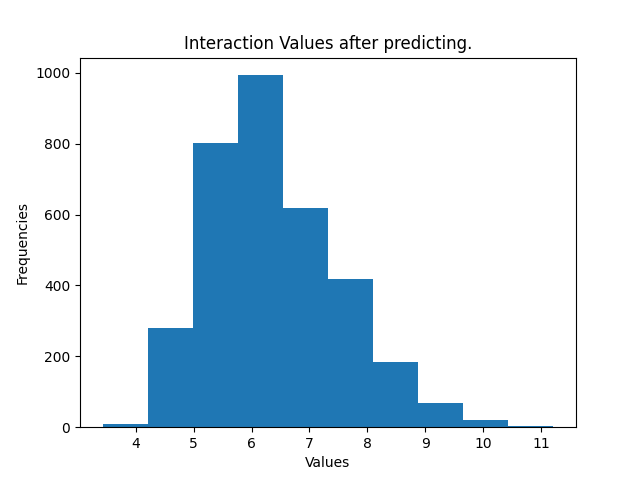 Interaction Values after predicting.
1000
800
600
400
200
0
Frequencies
4 5 6 7 8 9 10 11
Values